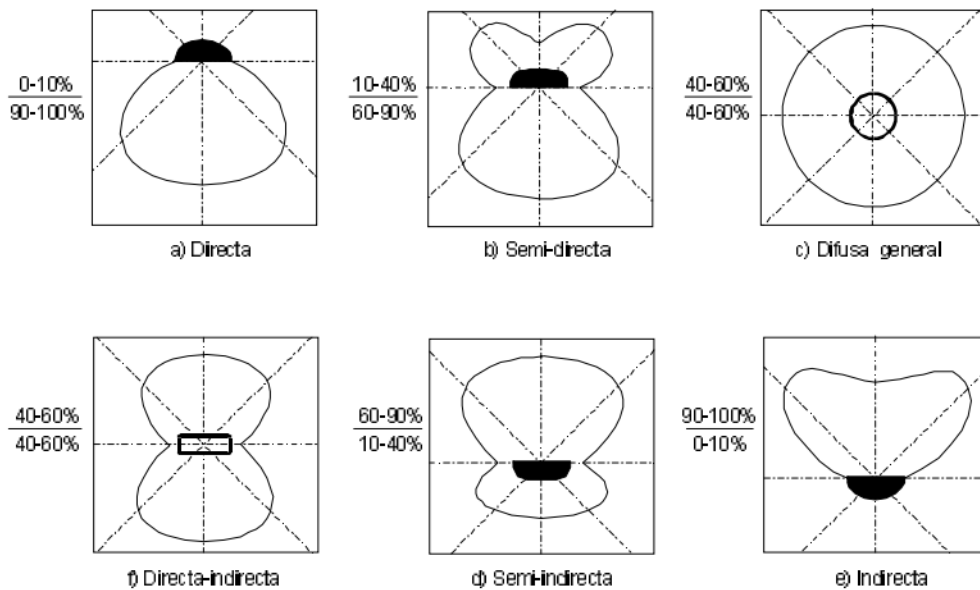 0-10%
90-100%
a) Directa
10-40%
60-90%
b) Semi-directa
40-60%
40-60%
c) Difusa general
40-60%
40-60%
f) Directa-indirecta
60-90%
10-40%
d) Semi-indirecta
90-100%
0-10%
e) Indirecta